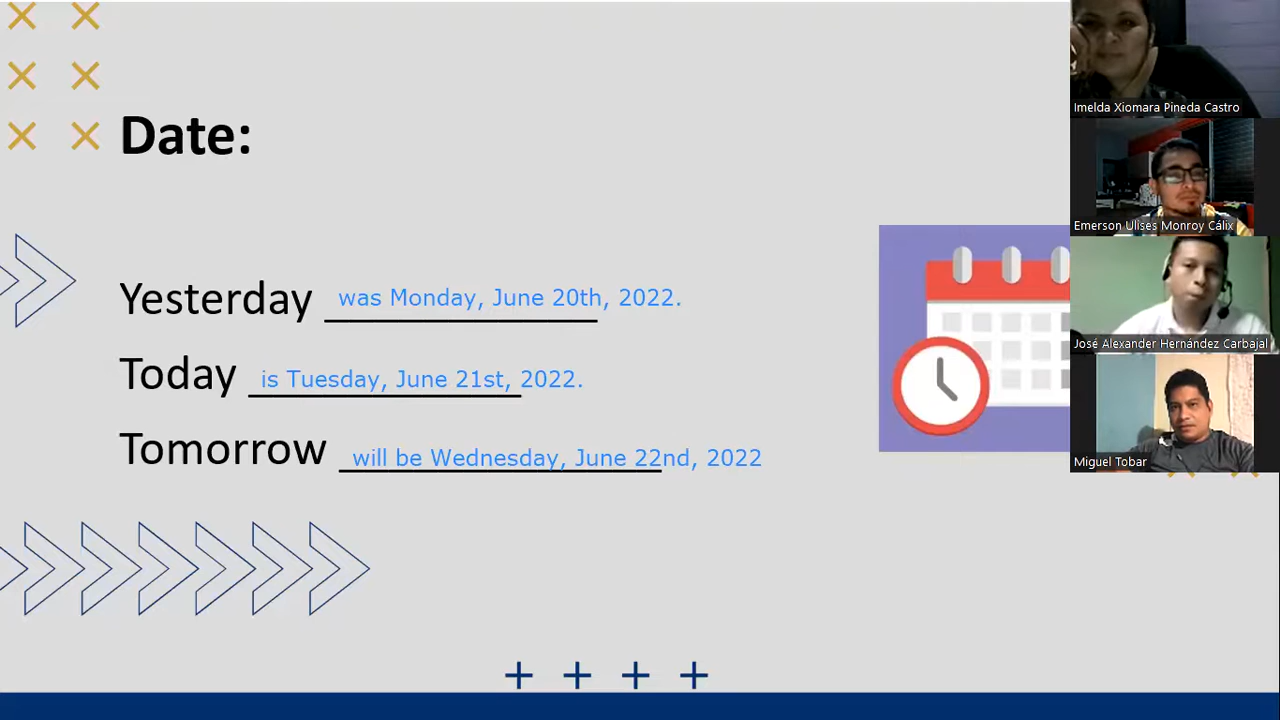 Date:
Yesterday was Monday, June 20th, 2022.
Today is Tuesday, June 21st, 2022.
Tomorrow will be Wednesday, June 22nd, 2022
Imelda Xiomara Pineda Castro
Emerson Ulises Monroy Cálix
José Alexander Hernández Carbajal
Miguel Tobar